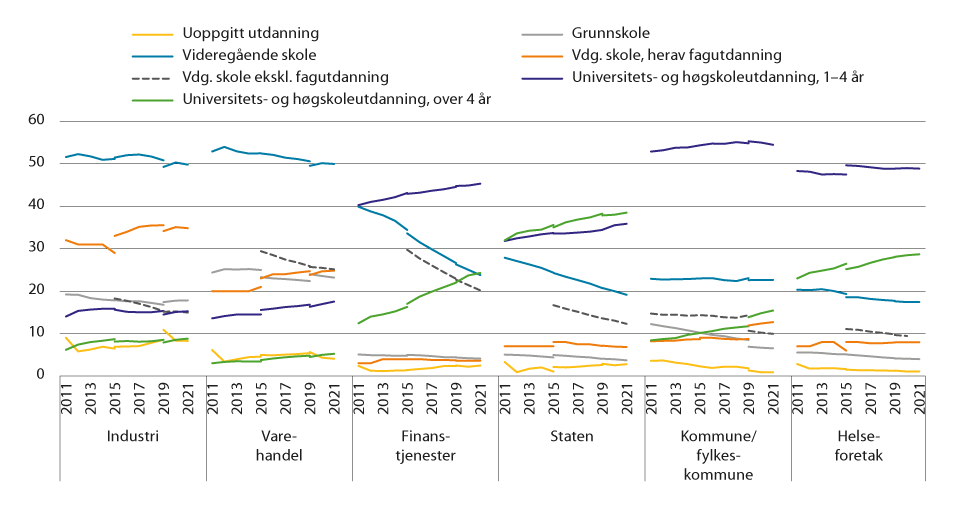 Uoppgitt utdanning
Grunnskole
Videregående skole
Vdg. skole, herav fagutdanning
Vdg. skole ekskl. fagutdanning
Universitets- og høgskoleutdanning, 1–4 år
Universitets- og høgskoleutdanning, over 4 år
60
50
40
30
20
10
0
2011 2013 2015 2017 2019 2021 2011 2013 2015 2017 2019 2021 2011 2013 2015 2017 2019 2021 2011 2013 2015 2017 2019 2021 2011 2013 2015 2017 2019 2021 2011 2013 2015 2017 2019 2021
Industri
Vare-
handel
Finans-
tjenester
Staten
Kommune/
fylkes-
kommune
Helse-
foretak